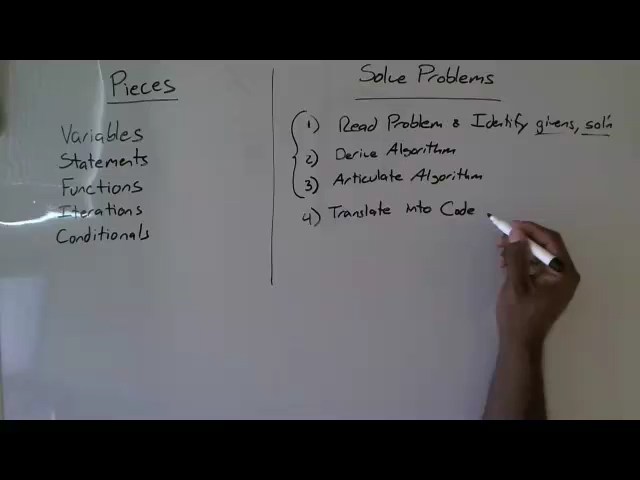 Pieces
Variables
Statements
Functions
Iterations
Conditionals
Solve Problems
1) Read Problem & Identify givens, sol'n
2) Derive Algorithm
3) Articulate Algorithm
4) Translate into Code